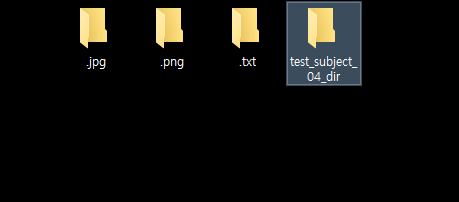 .jpg
.png
.txt
test_subject_
04_dir